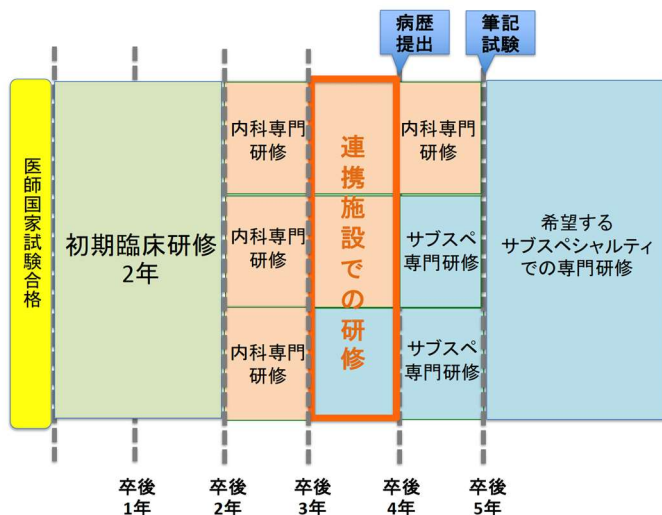 病歴
提出
筆記
試験
医師国家試験合格
初期臨床研修
2年
内科専門
研修
内科専門
研修
内科専門
研修
連携施設での研修
内科専門
研修
サブスペ
専門研修
サブスペ
専門研修
希望する
サブスペシャルティ
での専門研修
卒後
1年
卒後
2年
卒後
3年
卒後
4年
卒後
5年